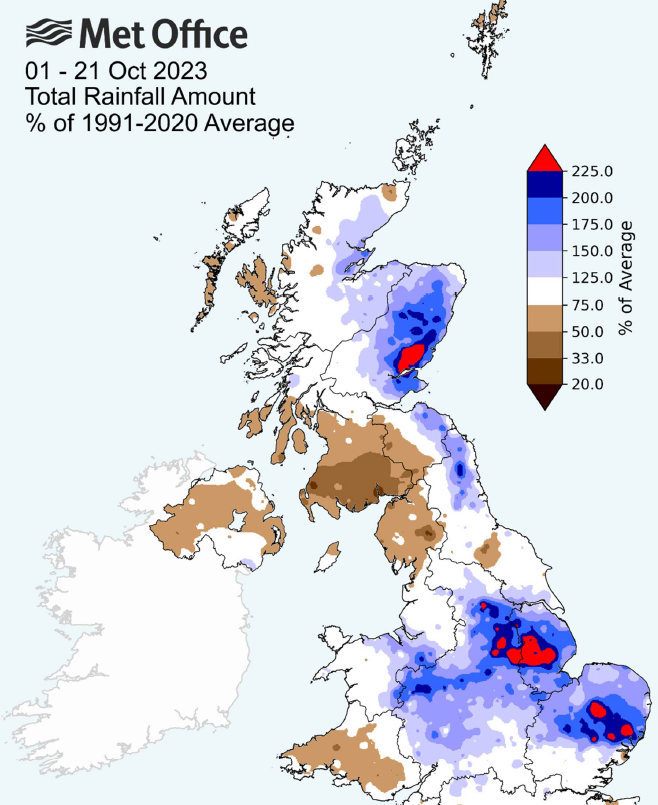 Met Office
01 - 21 Oct 2023
Total Rainfall Amount
% of 1991-2020 Average
225.0
200.0
175.0
150.0
125.0
75.0
50.0
33.0
20.0
% of Average